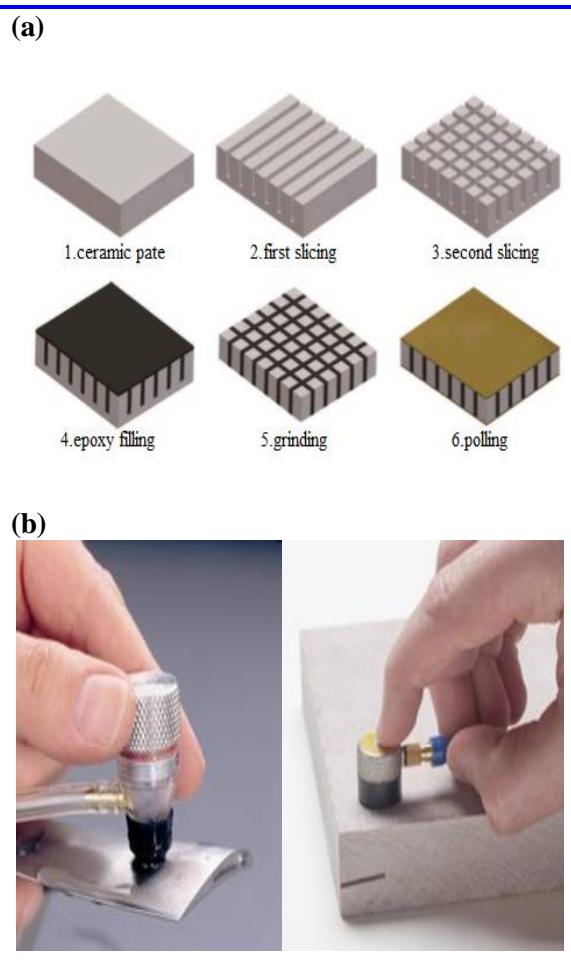 (a)
1.ceramic pate
2.first slicing
3.second slicing
4.epoxy filling
5.grinding
6.polling
(b)